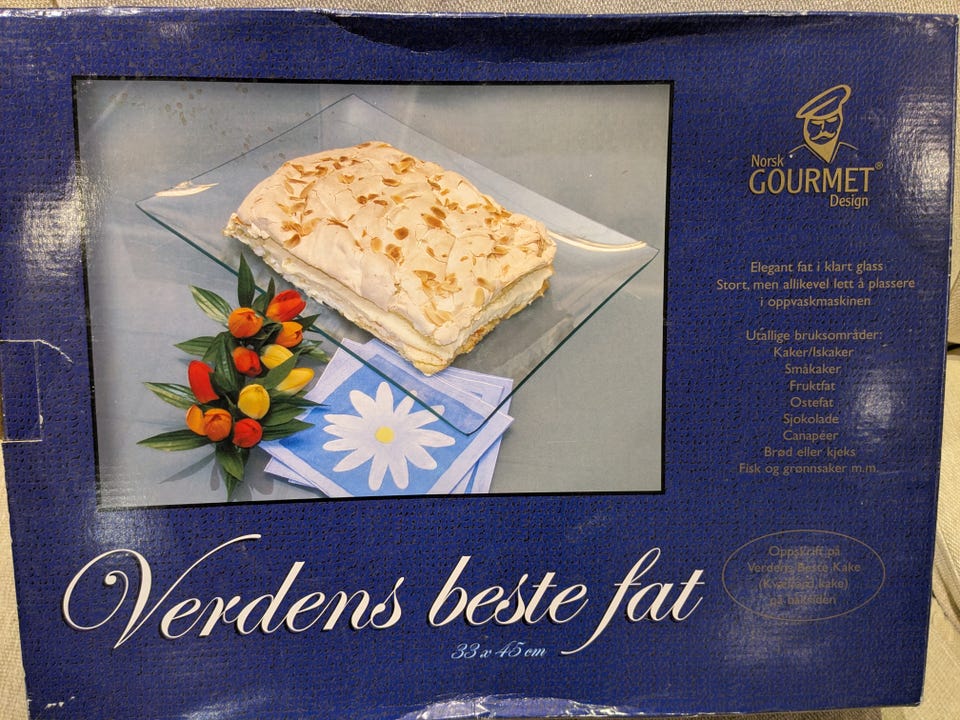 Norsk
GOURMET®
Design
Elegant fat i klart glass
Stort, men allikevel lett å plassere
i oppvaskmaskinen
Utallige bruksområder:
Kaker/Iskaker
Småkaker
Fruktfat
Ostefat
Sjokolade
Canapéer
Brød eller kjeks
Fisk og grønnsaker m.m.
Oppskrift på
Verdens Beste Kake
(Kvæfjord kake)
på baksiden
Verdens beste fat
33 x 45 cm